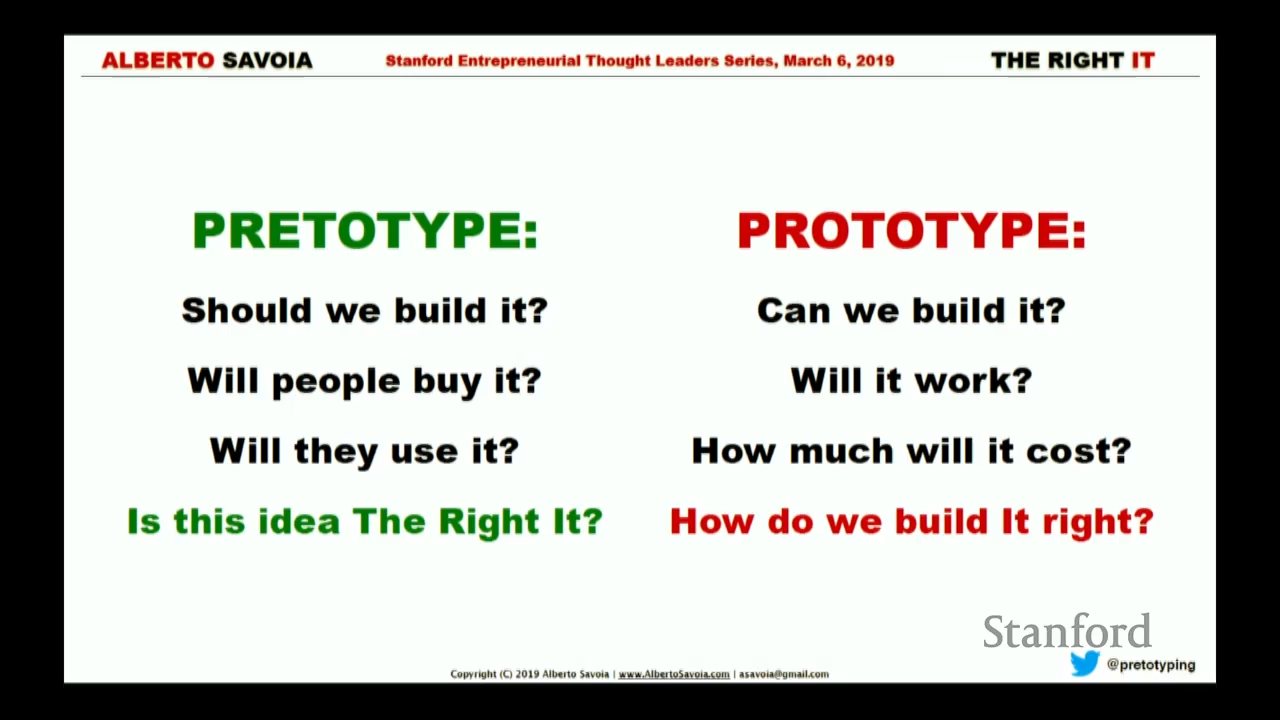 ALBERTO SAVOIA
Stanford Entrepreneurial Thought Leaders Series, March 6, 2019
THE RIGHT IT
PRETOTYPE:
Should we build it?
Will people buy it?
Will they use it?
Is this idea The Right It?
PROTOTYPE:
Can we build it?
Will it work?
How much will it cost?
How do we build It right?
Stanford
@pretotyping
Copyright (C) 2019 Alberto Savoia | www.AlbertoSavoia.com | asavoia@gmail.com